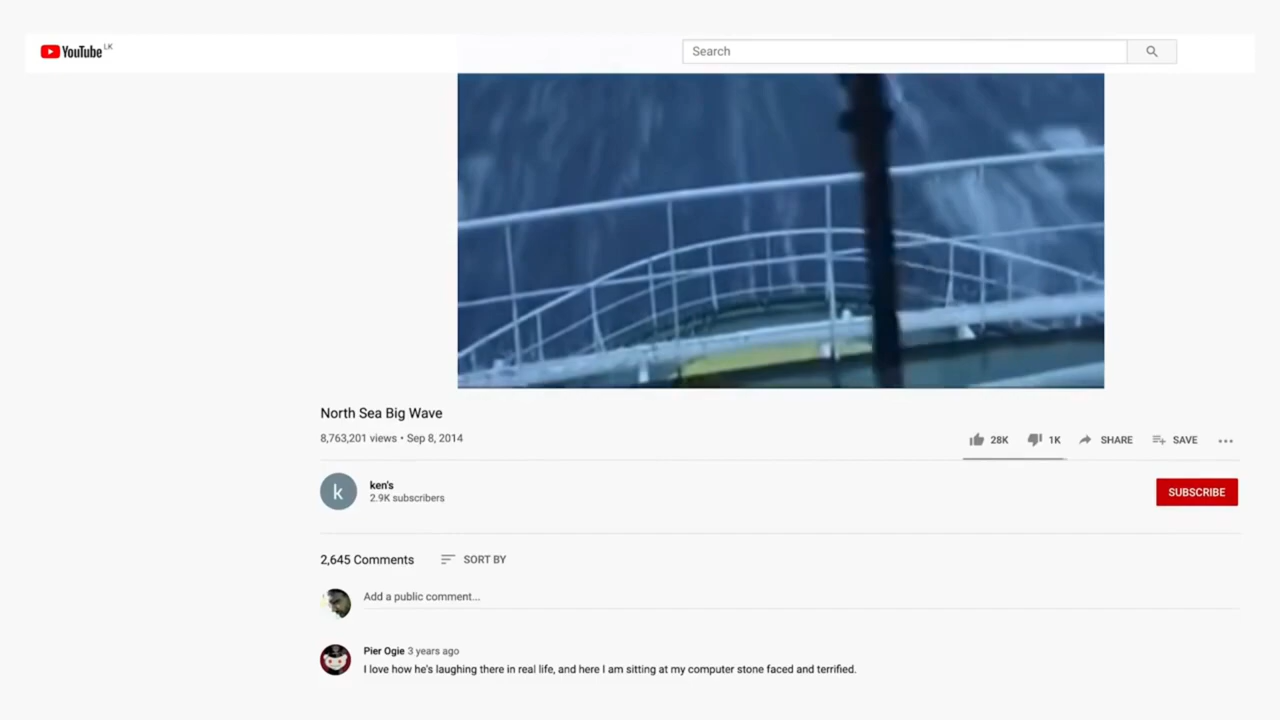 YouTube LK
Search
North Sea Big Wave
8,763,201 views • Sep 8, 2014
28K
1K
SHARE
SAVE
k
ken's
2.9K subscribers
SUBSCRIBE
2,645 Comments
SORT BY
Add a public comment...
Pier Ogie 3 years ago
I love how he's laughing there in real life, and here I am sitting at my computer stone faced and terrified.